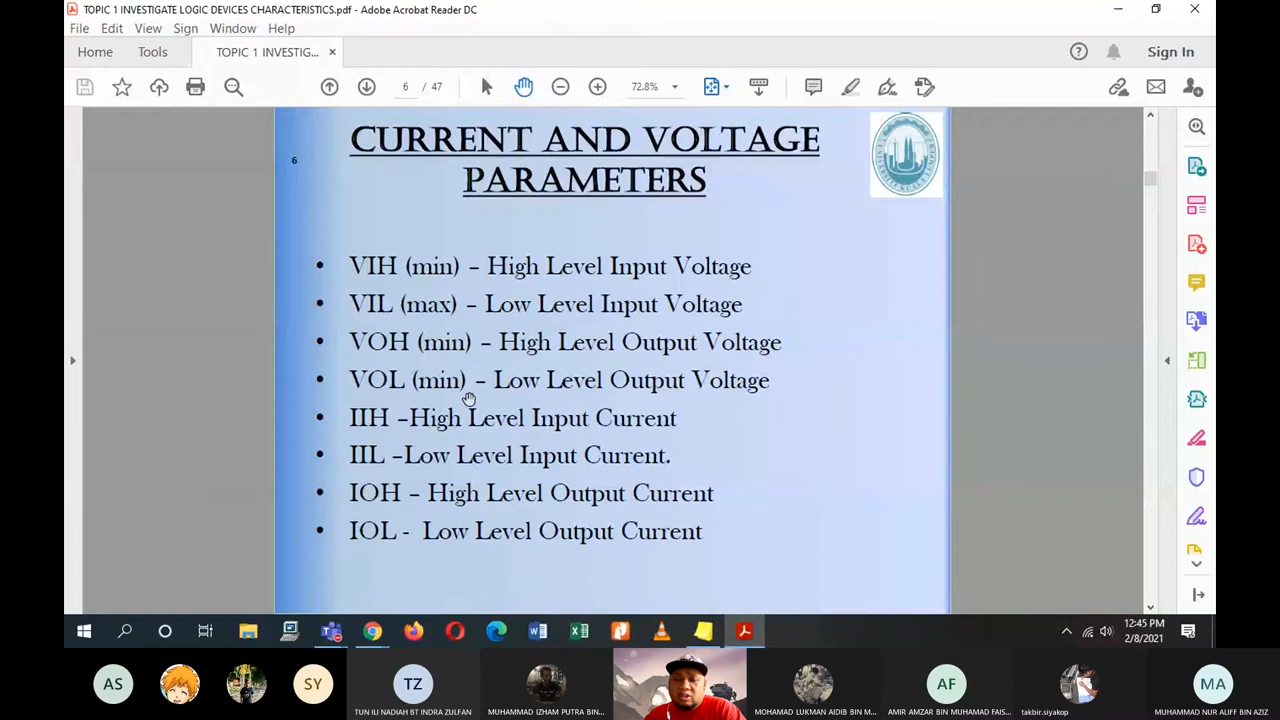 TOPIC 1 INVESTIGATE LOGIC DEVICES CHARACTERISTICS.pdf - Adobe Acrobat Reader DC
File Edit View Sign Window Help
Home Tools TOPIC 1 INVESTIG... × Sign In
6 / 47 72.8%
CURRENT AND VOLTAGE
PARAMETERS
6
• VIH (min) – High Level Input Voltage
• VIL (max) – Low Level Input Voltage
• VOH (min) – High Level Output Voltage
• VOL (min) – Low Level Output Voltage
• IIH –High Level Input Current
• IIL –Low Level Input Current.
• IOH – High Level Output Current
• IOL - Low Level Output Current
12:45 PM
2/8/2021
AS SY TZ AF MA
TUN ILI NADIAH BT INDRA ZULFAN MUHAMMAD IZHAM PUTRA BIN... MOHAMAD LUKMAN AIDIB BIN M... AMIR AMZAR BIN MUHAMAD FAIS... takbir.siyakop MUHAMMAD NUR ALIFF BIN AZIZ